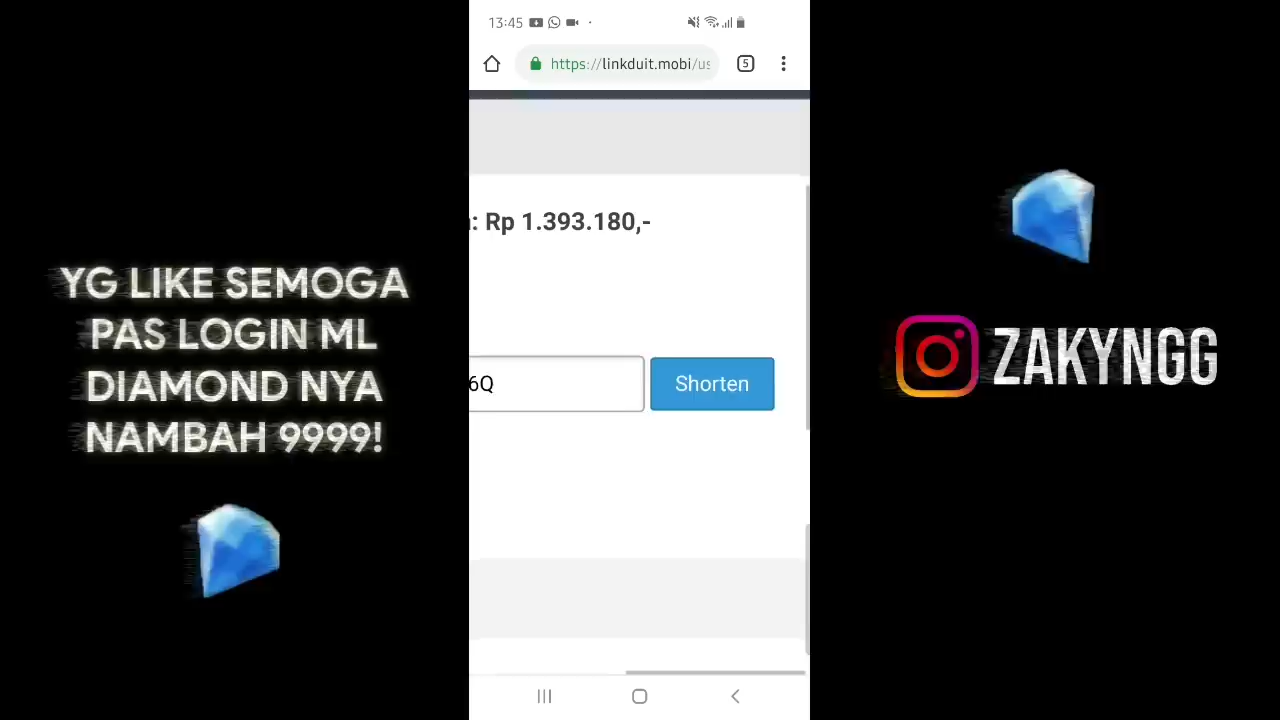 YG LIKE SEMOGA
PAS LOGIN ML
DIAMOND NYA
NAMBAH 9999!
13:45
https://linkduit.mobi/us
5
: Rp 1.393.180,-
6Q
Shorten
ZAKYNGG